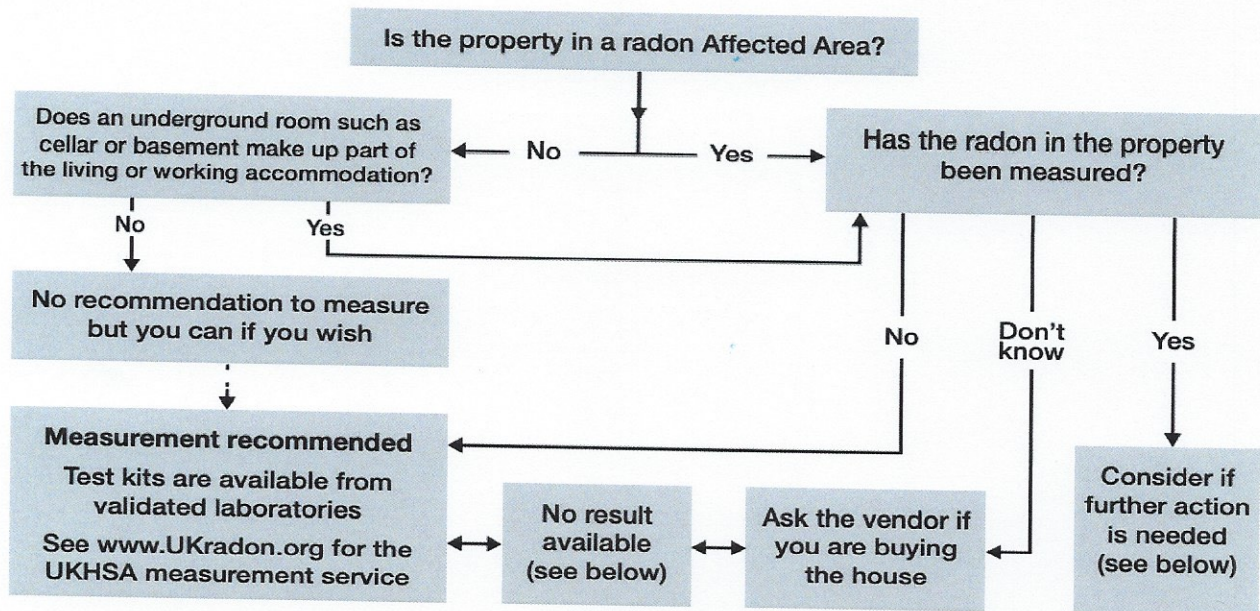 Is the property in a radon Affected Area?
Does an underground room such as
cellar or basement make up part of
the living or working accommodation?
No
Yes
Has the radon in the property
been measured?
No
Yes
No recommendation to measure
but you can if you wish
No
Don't
know
Yes
Measurement recommended
Test kits are available from
validated laboratories
See www.UKradon.org for the
UKHSA measurement service
No result
available
(see below)
Ask the vendor if
you are buying
the house
Consider if
further action
is needed
(see below)